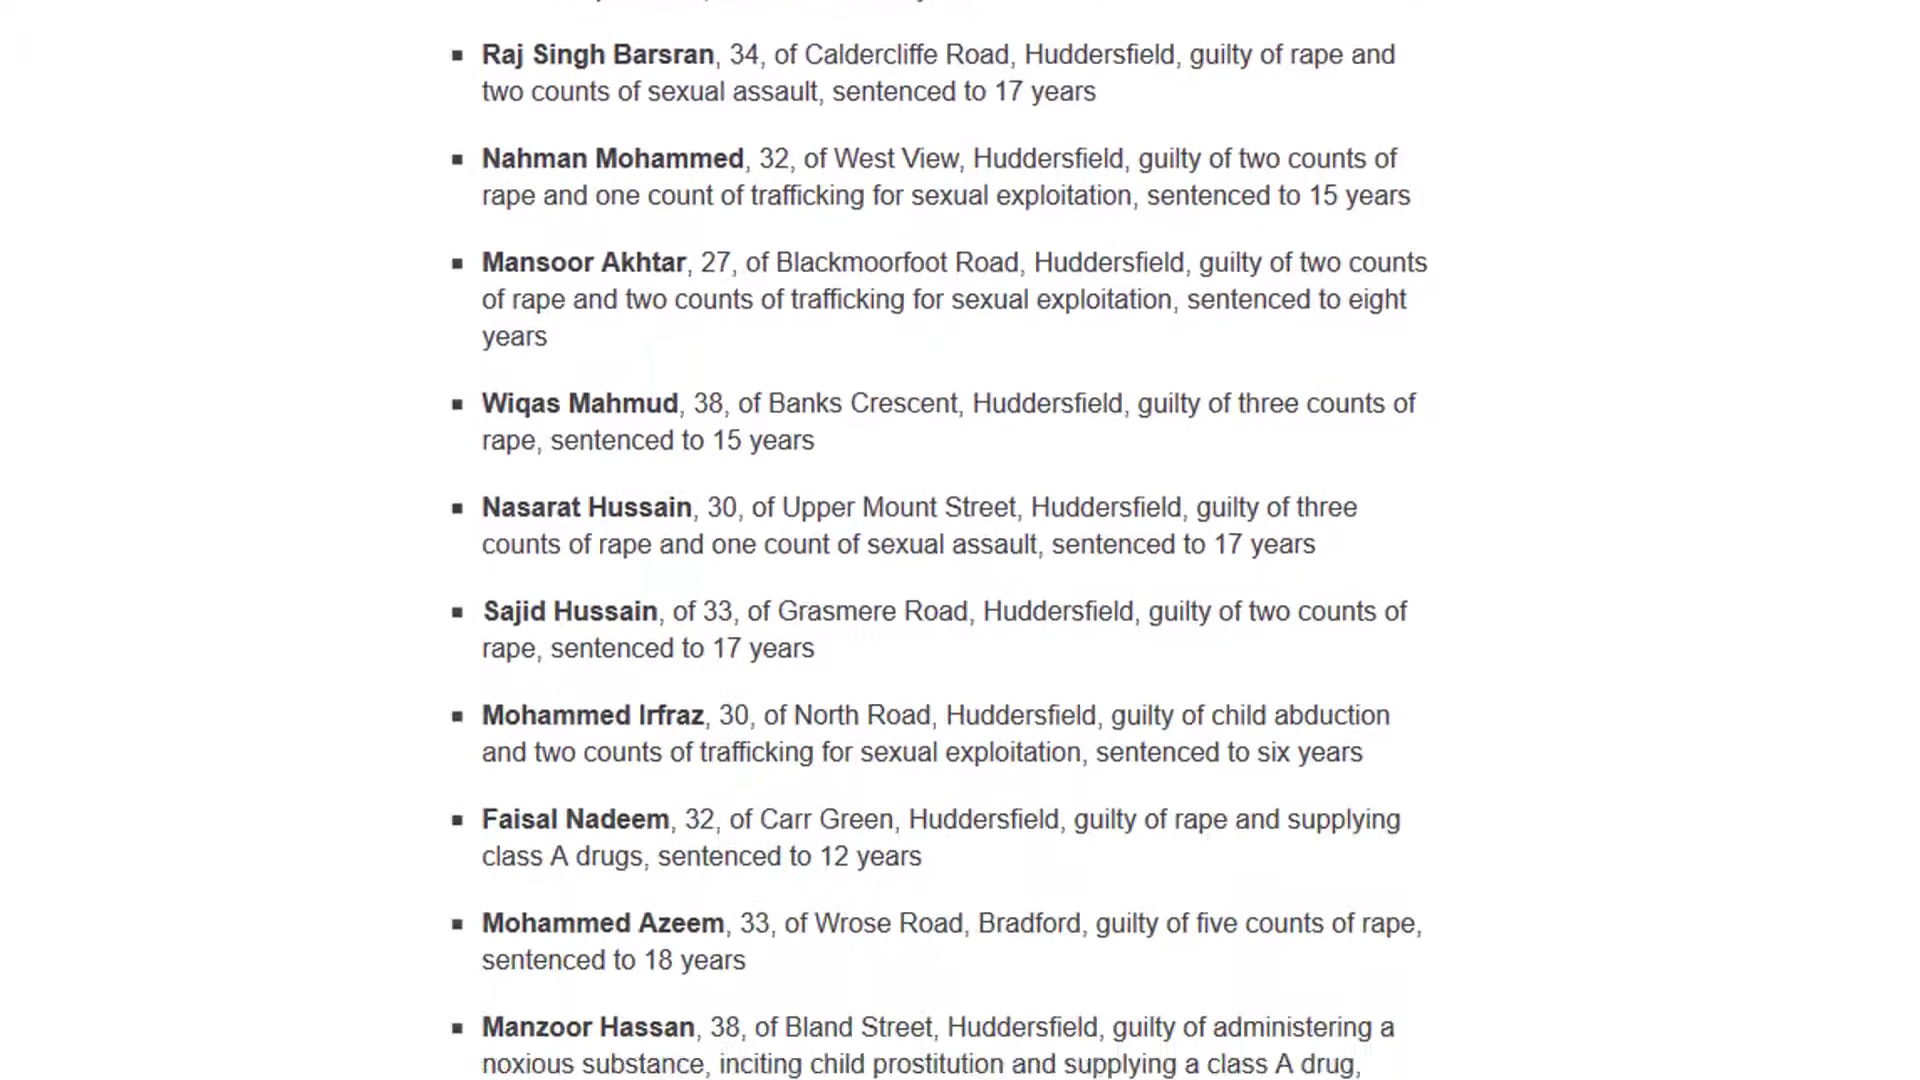 Raj Singh Barsran, 34, of Caldercliffe Road, Huddersfield, guilty of rape and
two counts of sexual assault, sentenced to 17 years
Nahman Mohammed, 32, of West View, Huddersfield, guilty of two counts of
rape and one count of trafficking for sexual exploitation, sentenced to 15 years
Mansoor Akhtar, 27, of Blackmoorfoot Road, Huddersfield, guilty of two counts
of rape and two counts of trafficking for sexual exploitation, sentenced to eight
years
Wiqas Mahmud, 38, of Banks Crescent, Huddersfield, guilty of three counts of
rape, sentenced to 15 years
Nasarat Hussain, 30, of Upper Mount Street, Huddersfield, guilty of three
counts of rape and one count of sexual assault, sentenced to 17 years
Sajid Hussain, of 33, of Grasmere Road, Huddersfield, guilty of two counts of
rape, sentenced to 17 years
Mohammed Irfraz, 30, of North Road, Huddersfield, guilty of child abduction
and two counts of trafficking for sexual exploitation, sentenced to six years
Faisal Nadeem, 32, of Carr Green, Huddersfield, guilty of rape and supplying
class A drugs, sentenced to 12 years
Mohammed Azeem, 33, of Wrose Road, Bradford, guilty of five counts of rape,
sentenced to 18 years
Manzoor Hassan, 38, of Bland Street, Huddersfield, guilty of administering a
noxious substance, inciting child prostitution and supplying a class A drug,